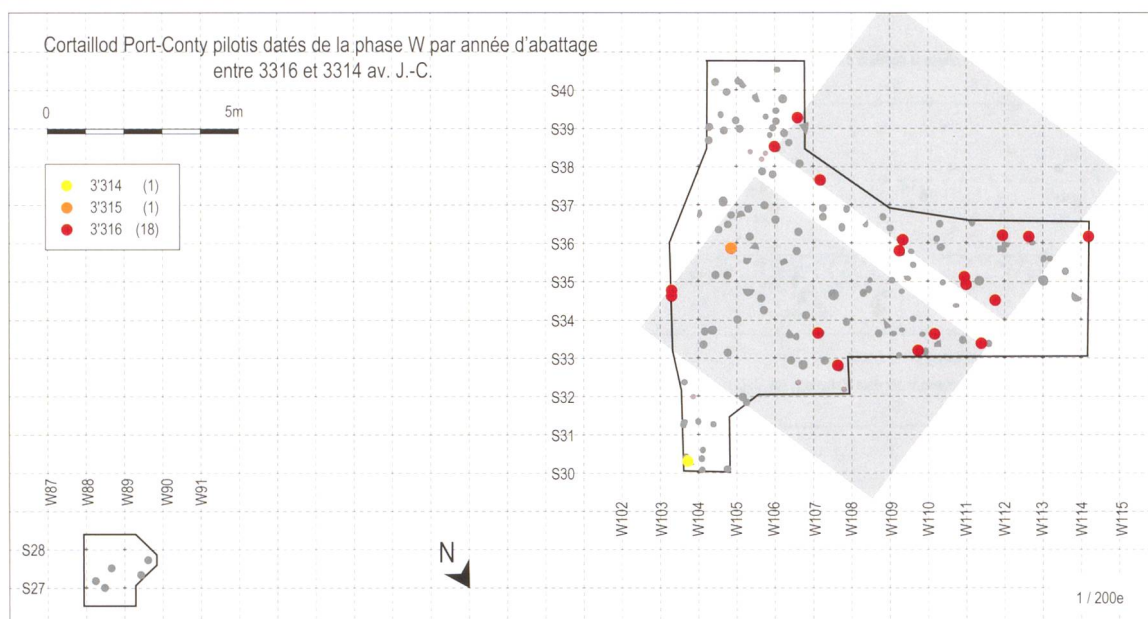 Cortaillod Port-Conty pilotis datés de la phase W par année d'abattage
entre 3316 et 3314 av. J.-C.
0 5m
3'314 (1)
3'315 (1)
3'316 (18)
S40
S39
S38
S37
S36
S35
S34
S33
S32
S31
S30
W87 W88 W89 W90 W91
W102 W103 W104 W105 W106 W107 W108 W109 W110 W111 W112 W113 W114 W115
S28
S27
N
1 / 200e